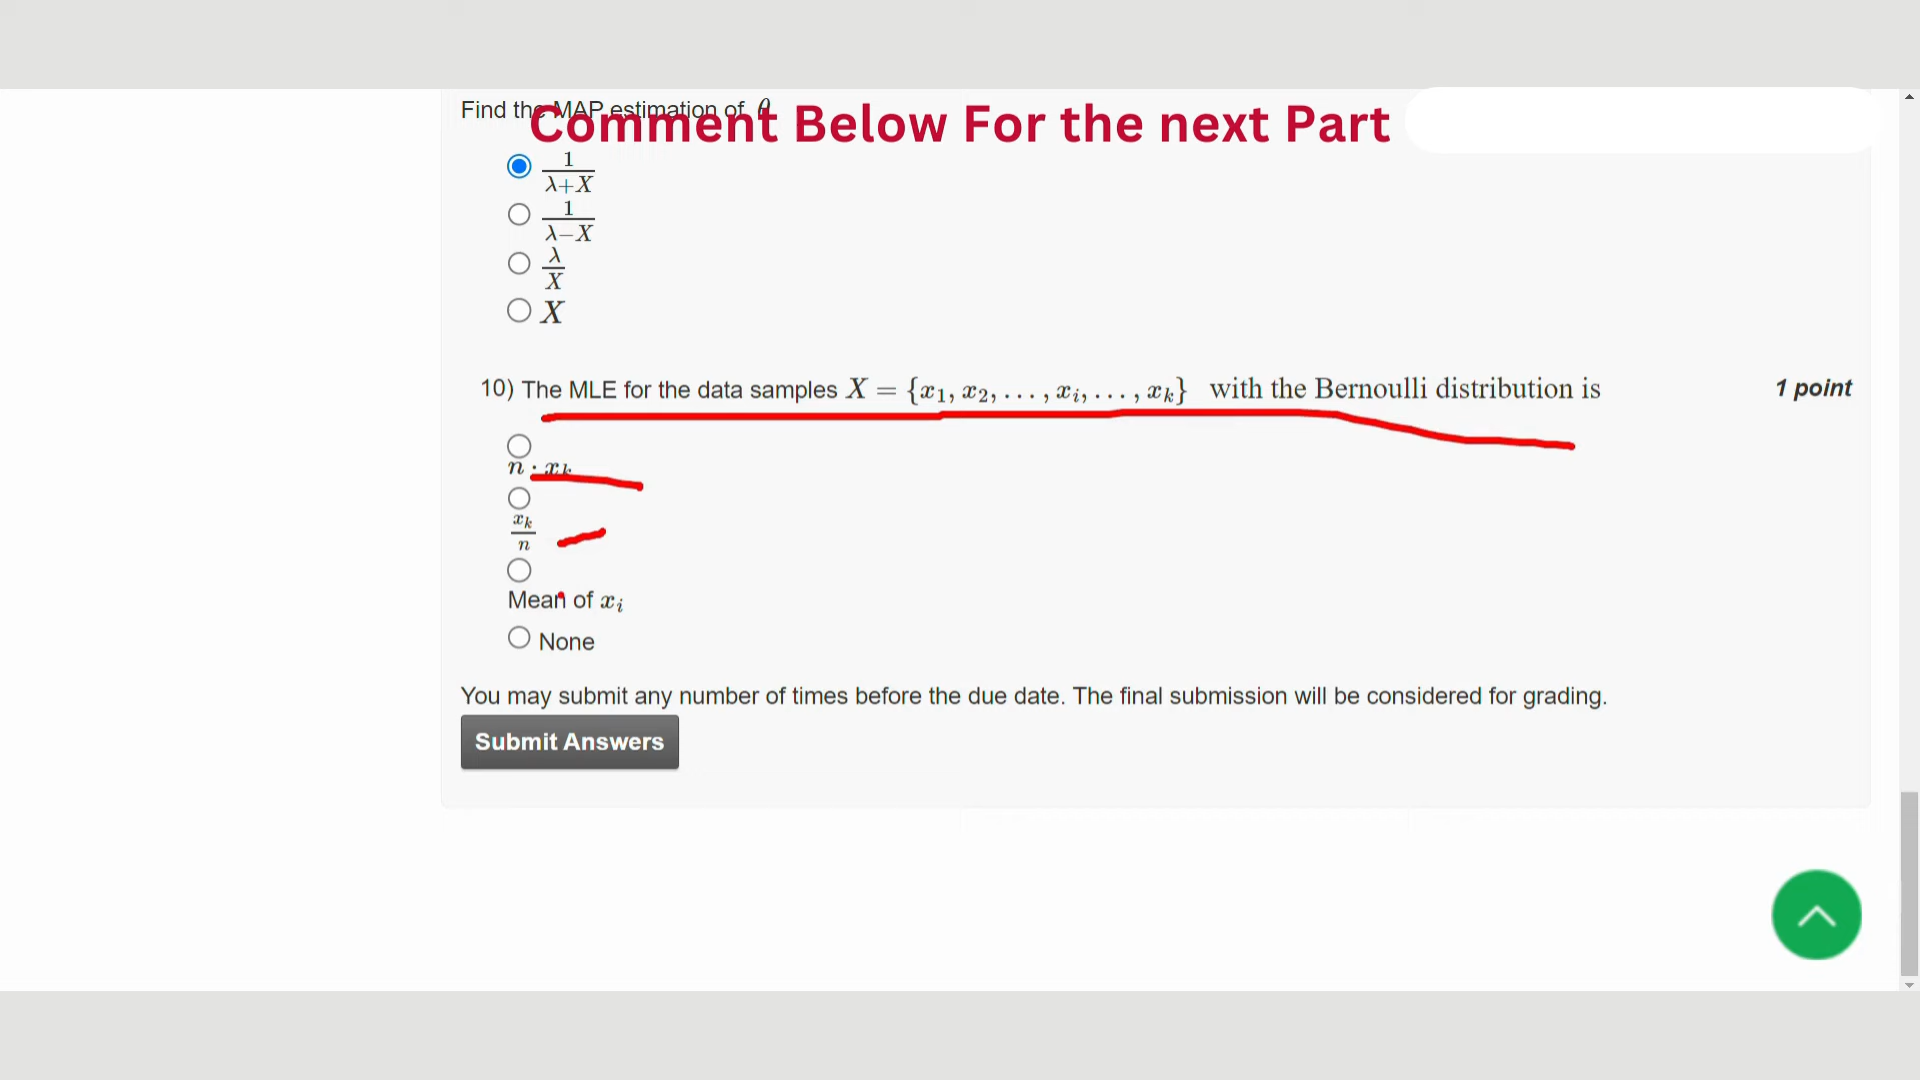 Find the MAP estimation of θ
Comment Below For the next Part
1
λ+X
1
λ−X
λ
X
X
10) The MLE for the data samples X = {x₁, x₂, . . . , xᵢ, . . . , xₖ} with the Bernoulli distribution is
1 point
n · xₖ
xₖ
n
Mean of xᵢ
None
You may submit any number of times before the due date. The final submission will be considered for grading.
Submit Answers